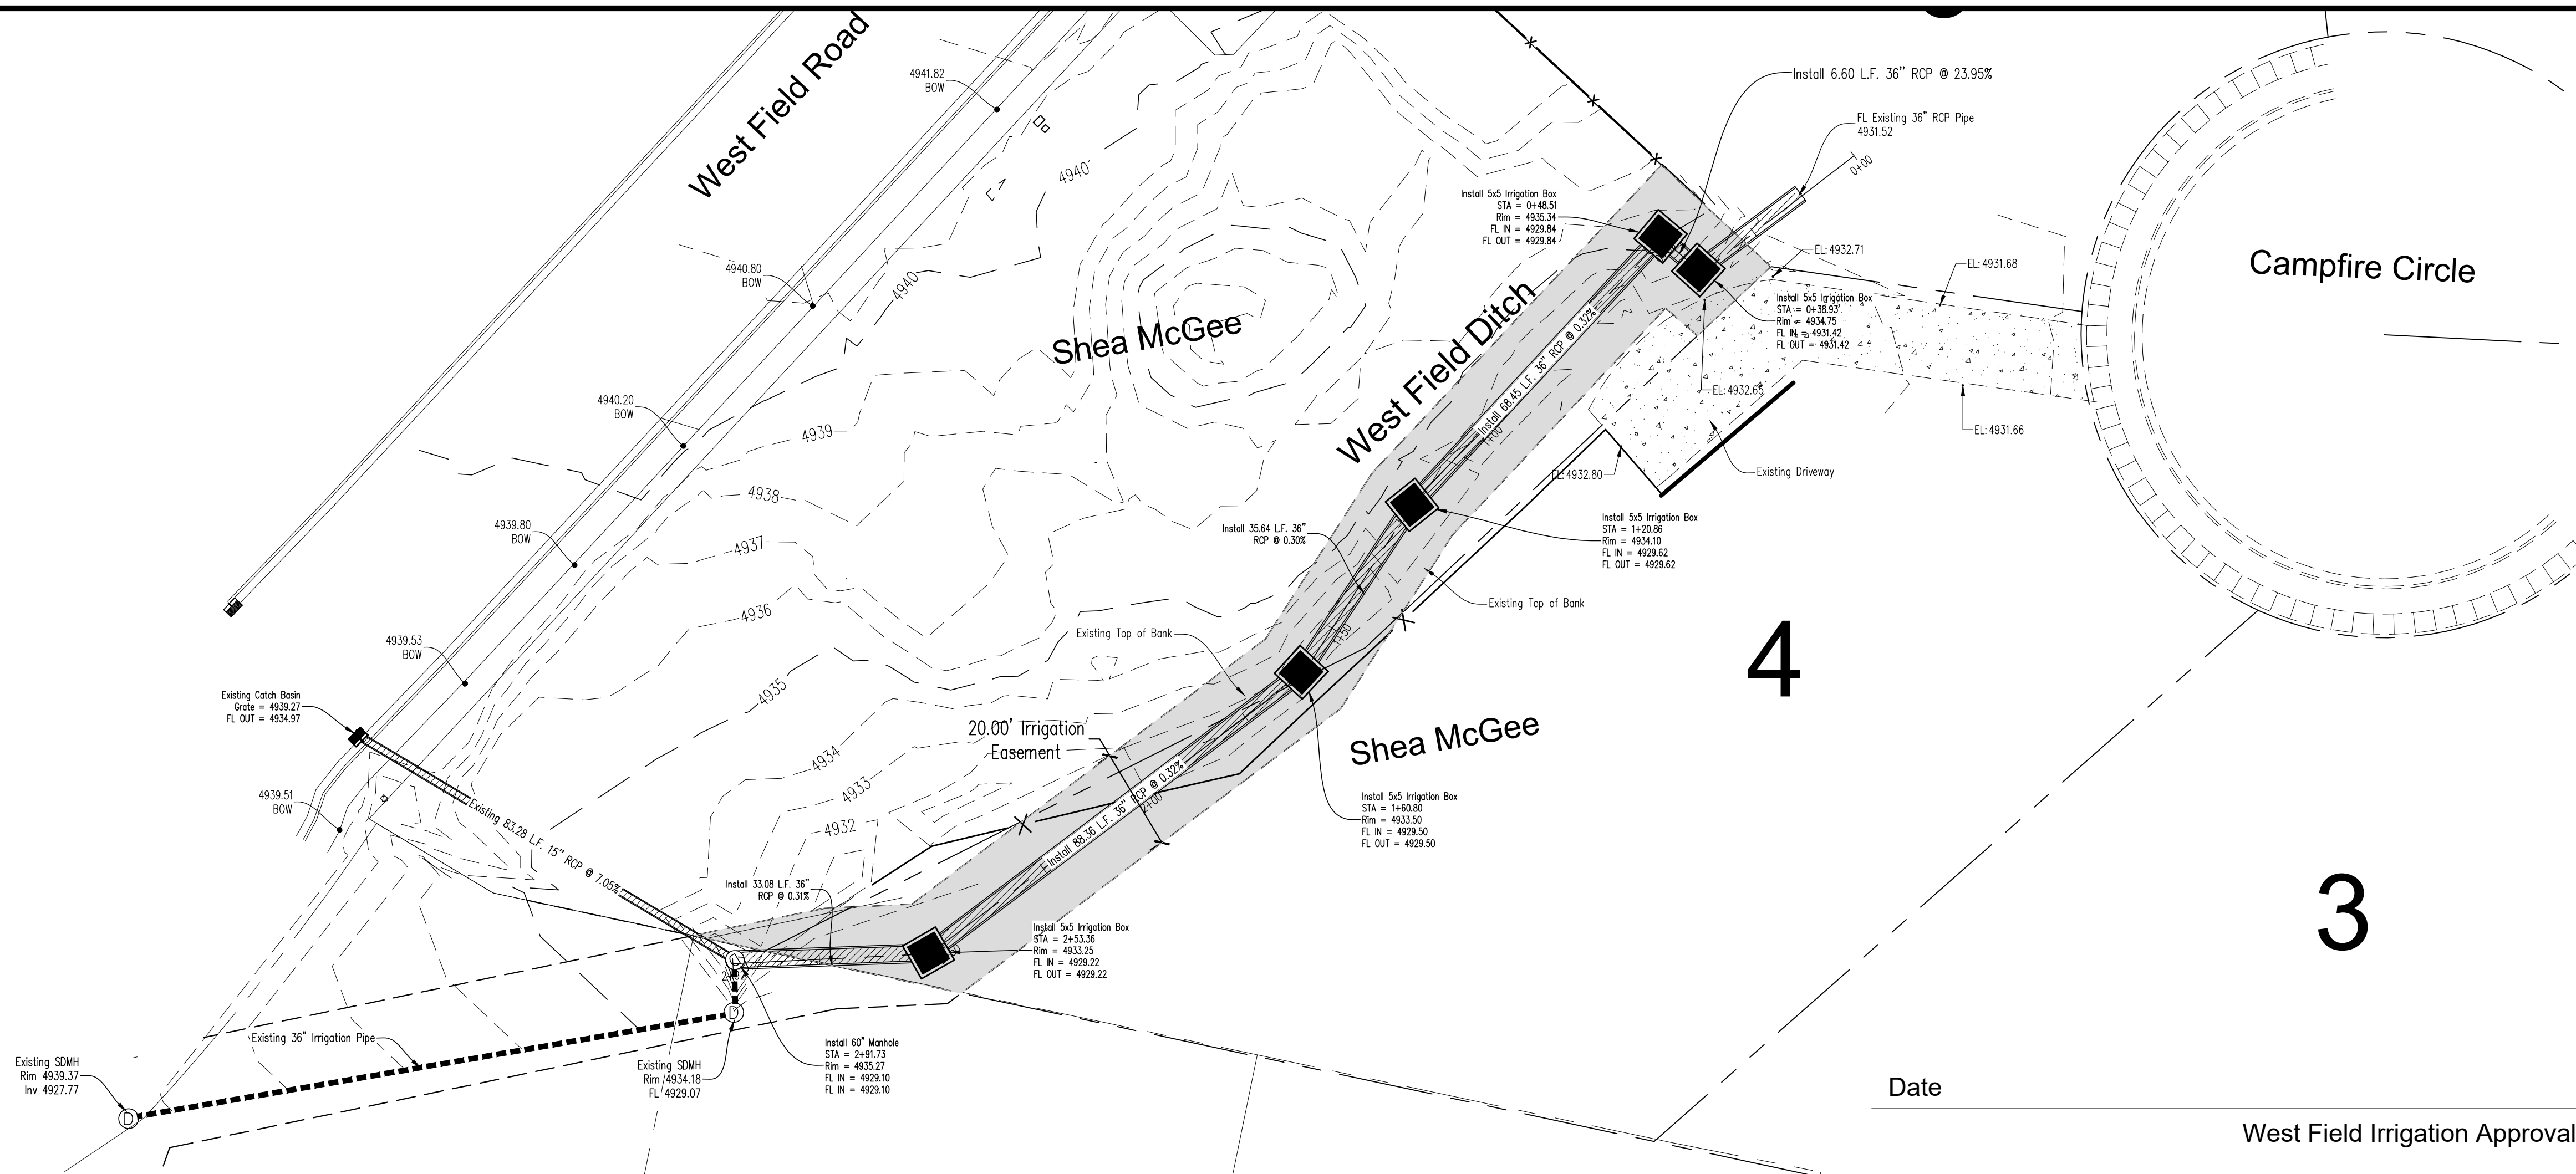 West Field Road
4941.82
BOW
Install 6.60 L.F. 36" RCP @ 23.95%
FL Existing 36" RCP Pipe
4931.52
0+00
4940
Install 5x5 Irrigation Box
STA = 0+48.51
Rim = 4935.34
FL IN = 4929.84
FL OUT = 4929.84
EL: 4932.71
EL: 4931.68
Campfire Circle
4940.80
BOW
4940
Install 5x5 Irrigation Box
STA = 0+38.93
Rim = 4934.75
FL IN = 4931.42
FL OUT = 4931.42
Shea McGee
West Field Ditch
Install 68.45 L.F. 36" RCP @ 0.32%
1+00
EL: 4932.65
EL: 4931.66
4940.20
BOW
4939
EL: 4932.80
Existing Driveway
4938
4939.80
BOW
Install 35.64 L.F. 36"
RCP @ 0.30%
Install 5x5 Irrigation Box
STA = 1+20.86
Rim = 4934.10
FL IN = 4929.62
FL OUT = 4929.62
4937
4936
Existing Top of Bank
Existing Top of Bank
1+50
4939.53
BOW
4
4935
Existing Catch Basin
Grate = 4939.27
FL OUT = 4934.97
20.00' Irrigation
Easement
Shea McGee
4934
4933
4932
Install 88.36 L.F. 36" RCP @ 0.32%
2+00
Install 5x5 Irrigation Box
STA = 1+60.80
Rim = 4933.50
FL IN = 4929.50
FL OUT = 4929.50
4939.51
BOW
Existing 83.28 L.F. 15" RCP @ 7.05%
Install 33.08 L.F. 36"
RCP @ 0.31%
3
Install 5x5 Irrigation Box
STA = 2+53.36
Rim = 4933.25
FL IN = 4929.22
FL OUT = 4929.22
D
Existing 36" Irrigation Pipe
Install 60" Manhole
STA = 2+91.73
Rim = 4935.27
FL IN = 4929.10
FL IN = 4929.10
Existing SDMH
Rim 4934.18
FL 4929.07
Existing SDMH
Rim 4939.37
Inv 4927.77
D
Date
West Field Irrigation Approval